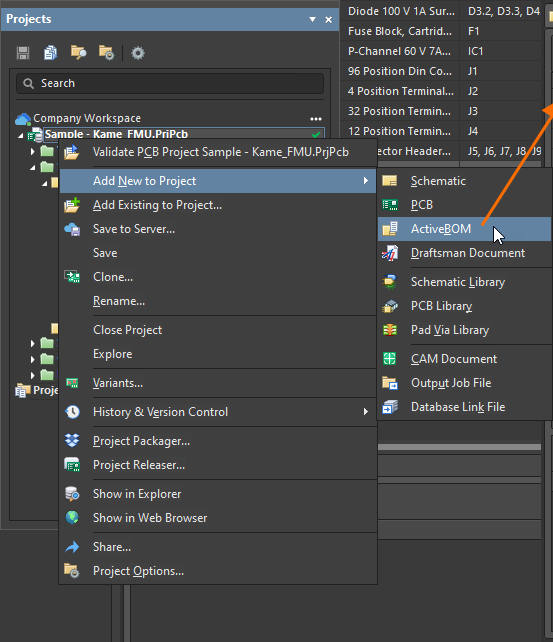 Projects
Search
Company Workspace
Sample - Kame_FMU.PrjPcb
Validate PCB Project Sample - Kame_FMU.PrjPcb
Add New to Project
Add Existing to Project...
Save to Server...
Save
Clone...
Rename...
Close Project
Explore
Variants...
History & Version Control
Project Packager...
Project Releaser...
Show in Explorer
Show in Web Browser
Share...
Project Options...
Diode 100 V 1A Sur... D3.2, D3.3, D4
Fuse Block, Cartrid... F1
P-Channel 60 V 7A... IC1
96 Position Din Co... J1
4 Position Terminal... J2
32 Position Termin... J3
12 Position Termin... J4
ector Header... J5, J6, J7, J8, J9
Schematic
PCB
ActiveBOM
Draftsman Document
Schematic Library
PCB Library
Pad Via Library
CAM Document
Output Job File
Database Link File